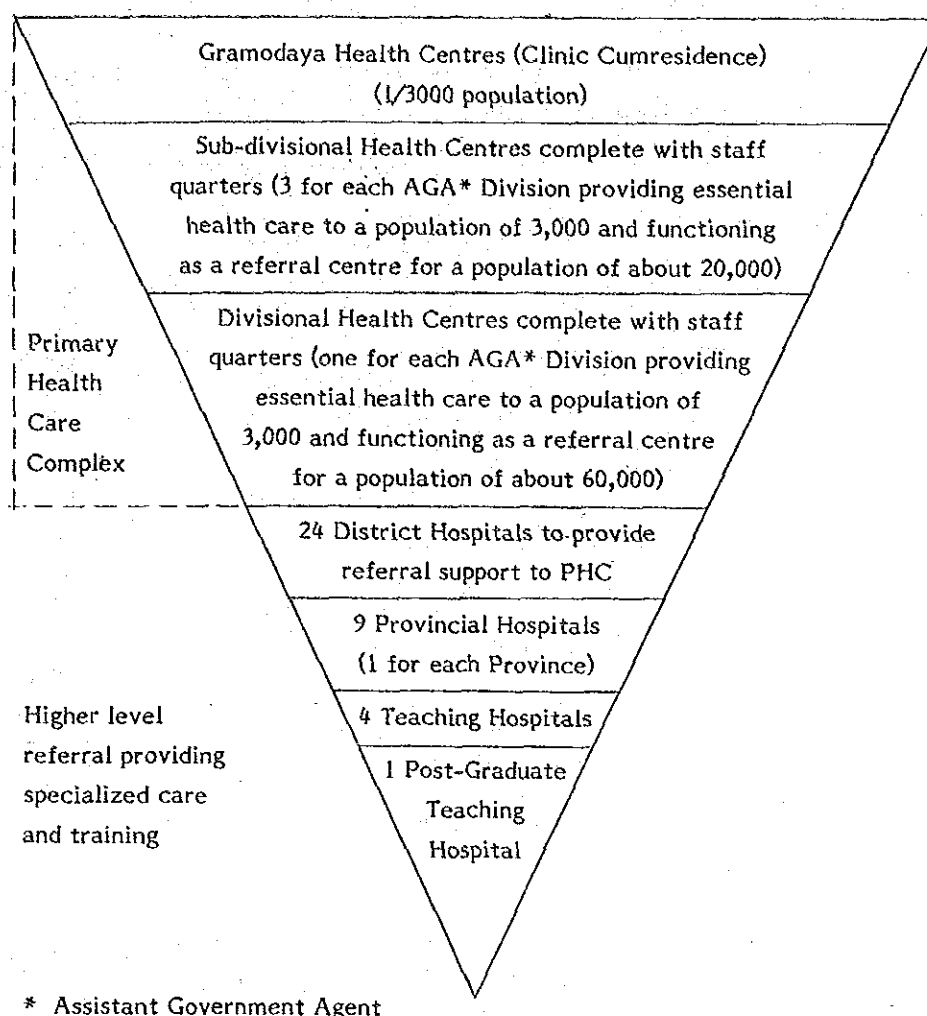 Gramodaya Health Centres (Clinic Cumresidence)
(1/3000 population)
Sub-divisional Health Centres complete with staff
quarters (3 for each AGA* Division providing essential
health care to a population of 3,000 and functioning
as a referral centre for a population of about 20,000)
Divisional Health Centres complete with staff
quarters (one for each AGA* Division providing
essential health care to a population of
3,000 and functioning as a referral centre
for a population of about 60,000)
Primary
Health
Care
Complex
24 District Hospitals to provide
referral support to PHC
9 Provincial Hospitals
(1 for each Province)
4 Teaching Hospitals
1 Post-Graduate
Teaching
Hospital
Higher level
referral providing
specialized care
and training
* Assistant Government Agent